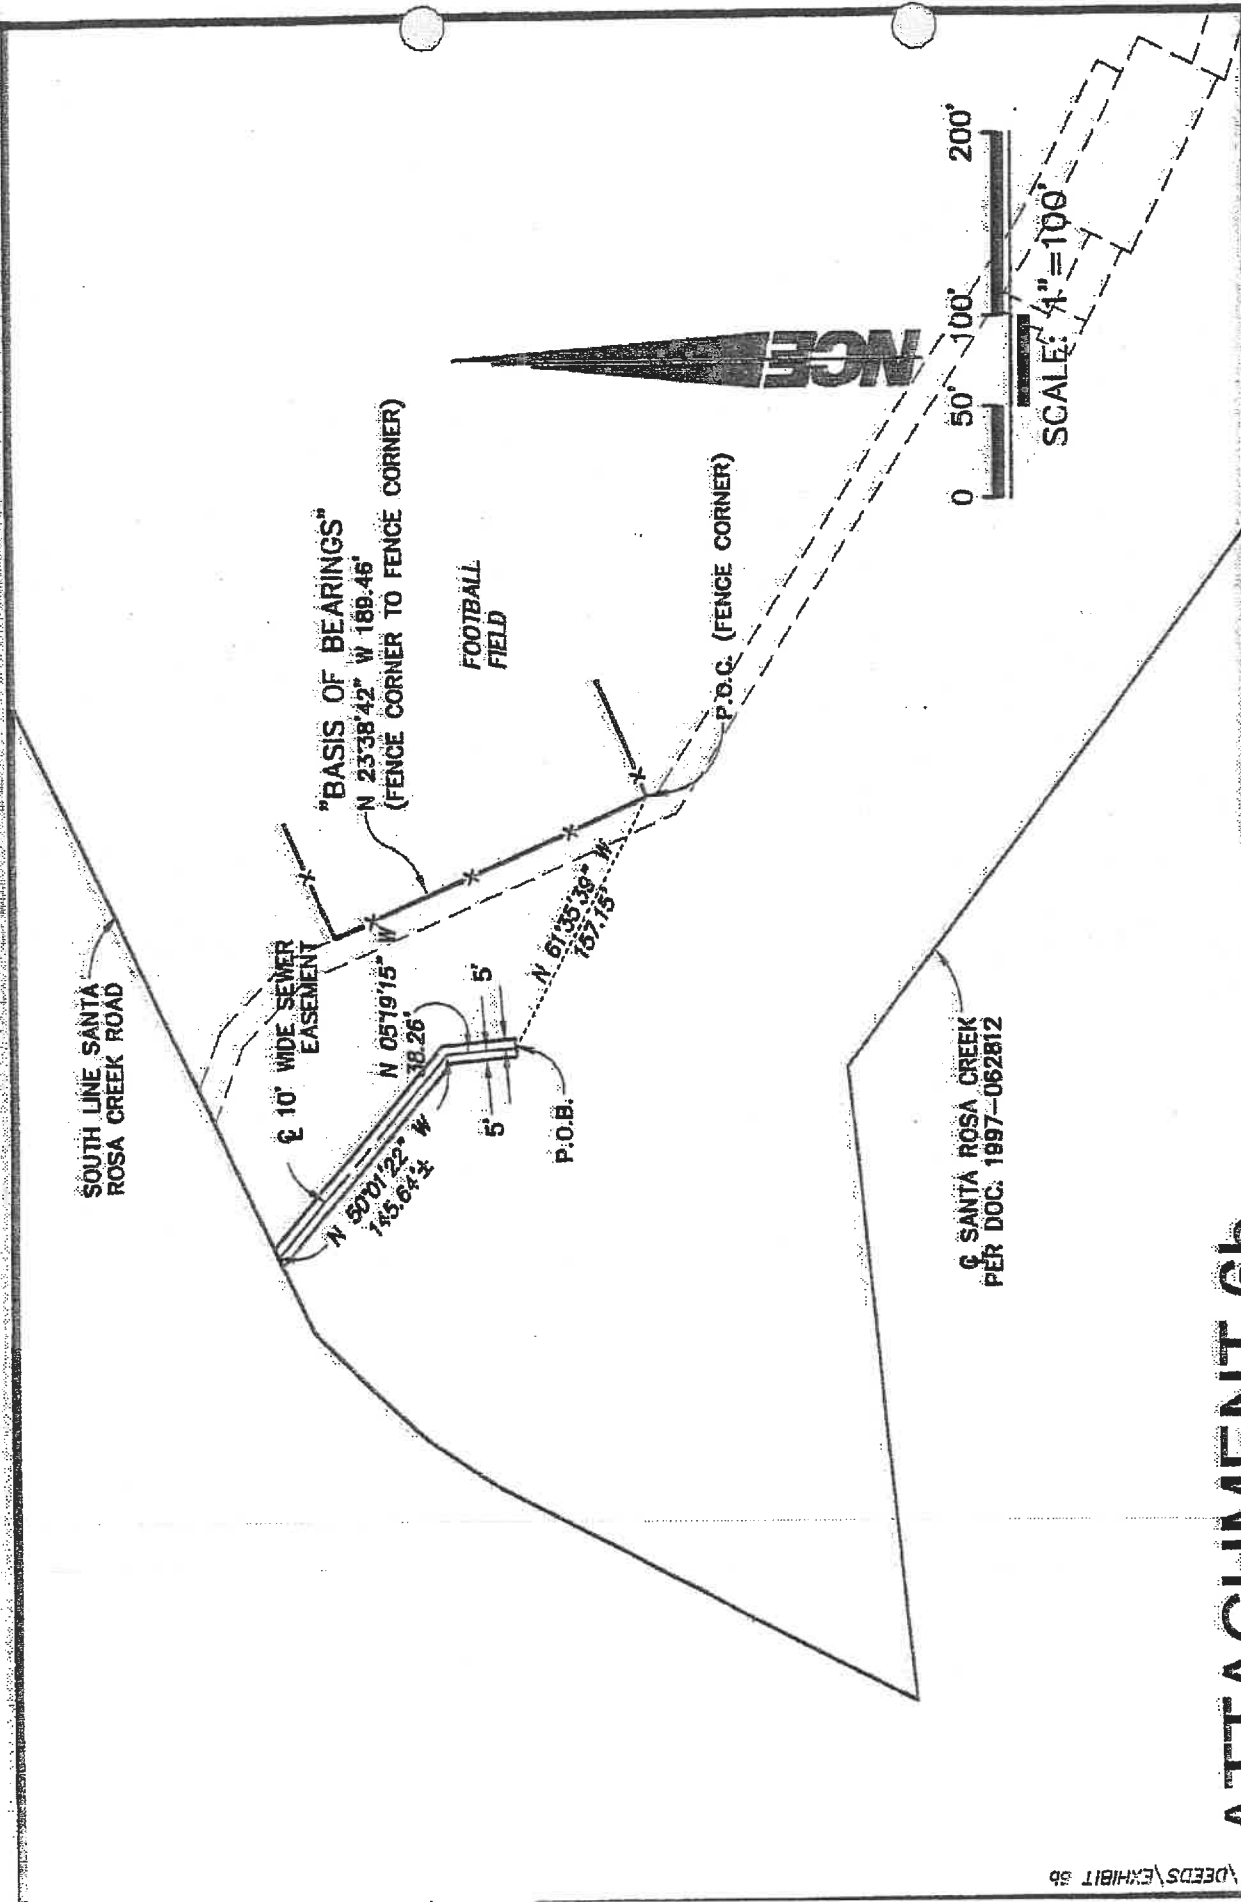 SOUTH LINE SANTA
ROSA CREEK ROAD
℄ 10' WIDE SEWER
EASEMENT
"BASIS OF BEARINGS"
N 23°38'42" W 189.46'
(FENCE CORNER TO FENCE CORNER)
FOOTBALL
FIELD
N 05°19'15" W
38.26'
N 50°01'22" W
145.64'±
5'
5'
P.O.B.
N 61°35'39" W
157.15'
P.O.C. (FENCE CORNER)
℄ SANTA ROSA CREEK
PER DOC. 1997-062812
NCE
0 50' 100' 200'
SCALE: 1"=100'
ATTACHMENT 6b
\DEEDS\EXHIBIT 6b